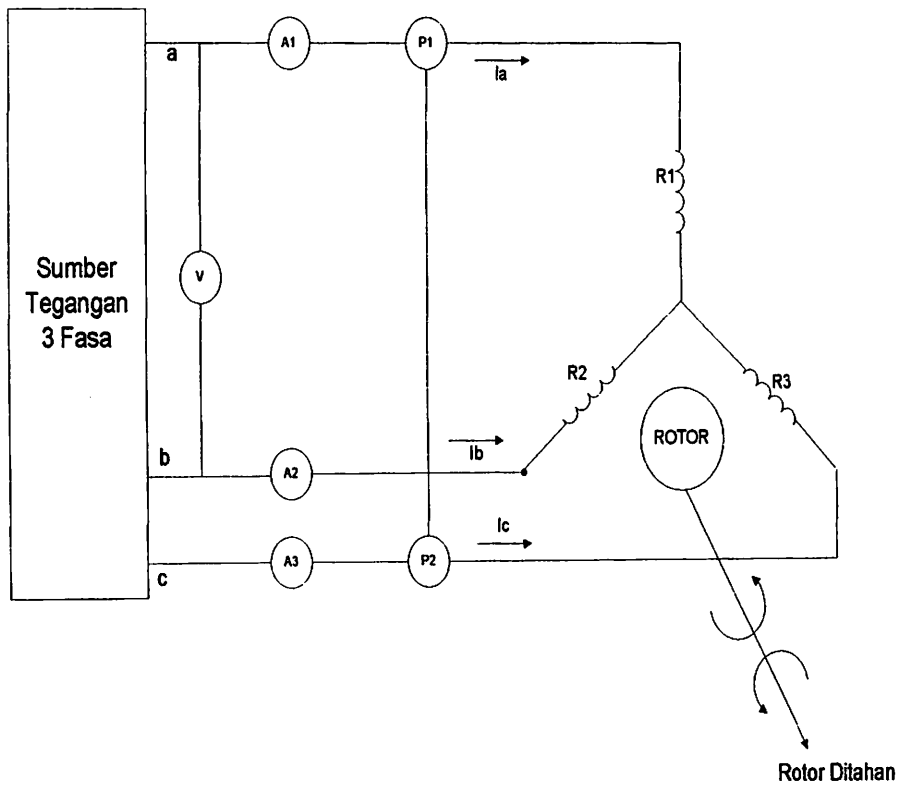 a
A1
P1
Ia
R1
Sumber
Tegangan
3 Fasa
V
R2
R3
ROTOR
b
A2
Ib
Ic
c
A3
P2
Rotor Ditahan